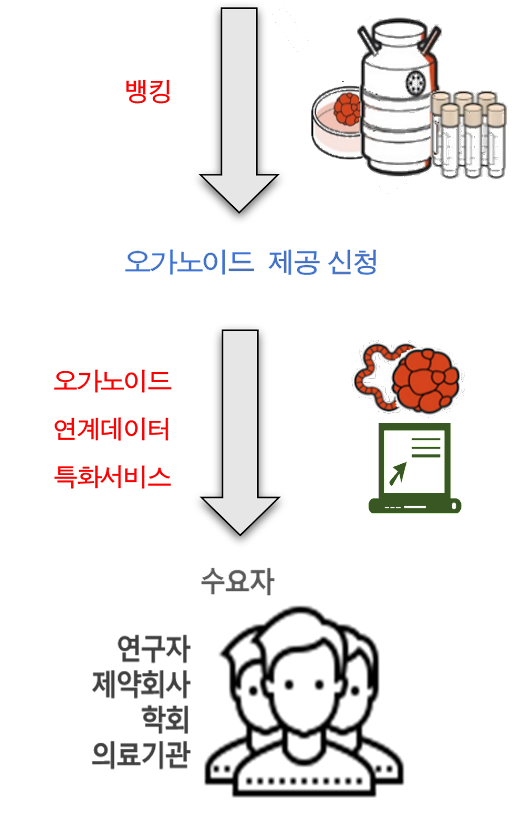 뱅킹
오가노이드 제공 신청
오가노이드
연계데이터
특화서비스
수요자
연구자
제약회사
학회
의료기관